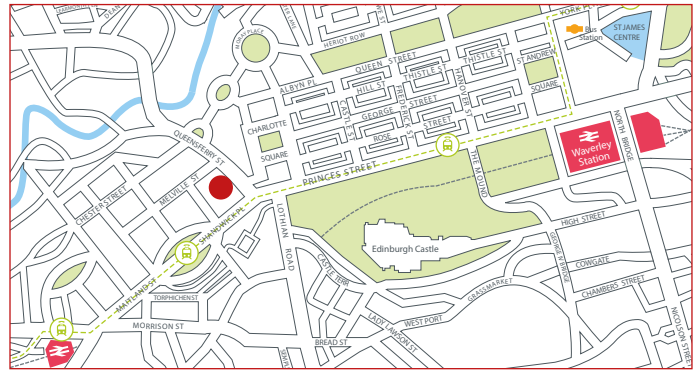 DEAN
MORAY PLACE
HERIOT ROW
QUEEN STREET
THISTLE ST
THISTLE ST
HILL ST
ALBYN PL
GEORGE STREET
ROSE STREET
CASTLE ST
FREDERICK ST
HANOVER ST
ST ANDREW
SQUARE
YORK PL
Bus
Station
ST JAMES
CENTRE
NORTH BRIDGE
Waverley
Station
CHARLOTTE
SQUARE
QUEENSFERRY ST
MELVILLE ST
CHESTER STREET
PRINCES STREET
SHANDWICK PL
MAITLAND ST
THE MOUND
LOTHIAN ROAD
Edinburgh Castle
HIGH STREET
COWGATE
CHAMBERS STREET
NICOLSON STREET
GRASSMARKET
CASTLE TERR
WEST PORT
LADY LAWSON ST
BREAD ST
TORPHICHEN ST
MORRISON ST